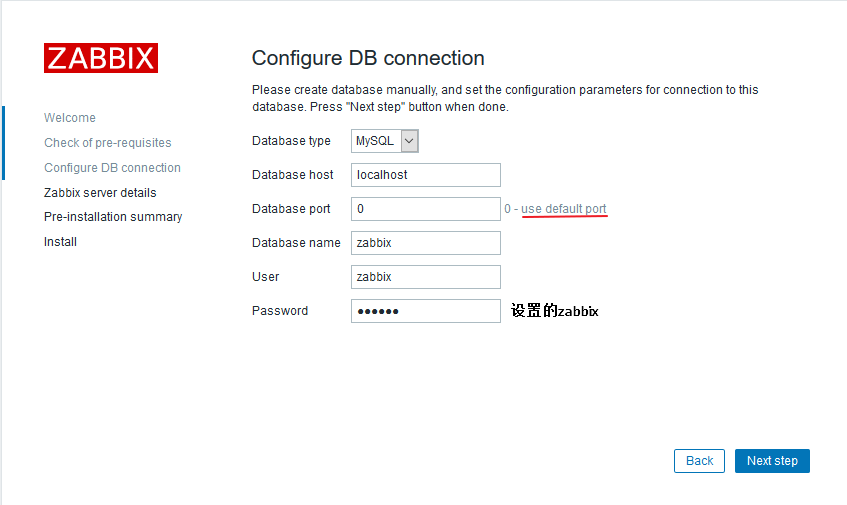 ZABBIX
Configure DB connection
Please create database manually, and set the configuration parameters for connection to this
database. Press "Next step" button when done.
Welcome
Check of pre-requisites
Configure DB connection
Zabbix server details
Pre-installation summary
Install
Database type MySQL
Database host localhost
Database port 0 0 - use default port
Database name zabbix
User zabbix
Password ●●●●●● 设置的zabbix
Back Next step